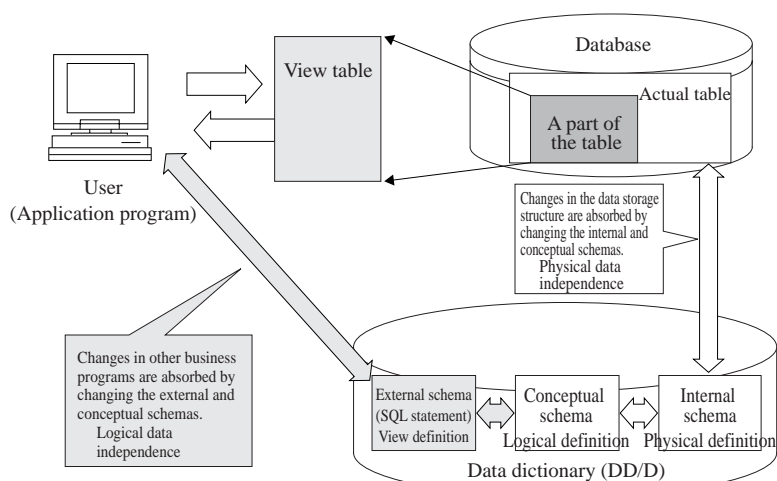 Database
View table
Actual table
A part of
the table
User
(Application program)
Changes in the data storage
structure are absorbed by
changing the internal and
conceptual schemas.
Physical data
independence
Changes in other business
programs are absorbed by
changing the external and
conceptual schemas.
Logical data
independence
External schema
(SQL statement)
View definition
Conceptual
schema
Logical definition
Internal
schema
Physical definition
Data dictionary (DD/D)